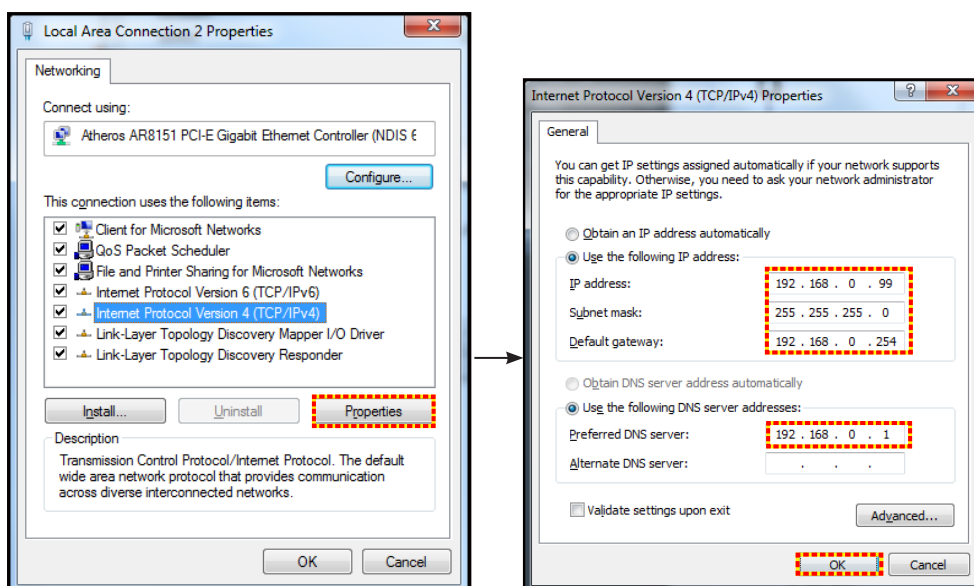 Local Area Connection 2 Properties
Networking
Connect using:
Atheros AR8151 PCI-E Gigabit Ethernet Controller (NDIS 6
Configure...
This connection uses the following items:
Client for Microsoft Networks
QoS Packet Scheduler
File and Printer Sharing for Microsoft Networks
Internet Protocol Version 6 (TCP/IPv6)
Internet Protocol Version 4 (TCP/IPv4)
Link-Layer Topology Discovery Mapper I/O Driver
Link-Layer Topology Discovery Responder
Install...
Uninstall
Properties
Description
Transmission Control Protocol/Internet Protocol. The default
wide area network protocol that provides communication
across diverse interconnected networks.
OK
Cancel
Internet Protocol Version 4 (TCP/IPv4) Properties
General
You can get IP settings assigned automatically if your network supports
this capability. Otherwise, you need to ask your network administrator
for the appropriate IP settings.
Obtain an IP address automatically
Use the following IP address:
IP address: 192 . 168 . 0 . 99
Subnet mask: 255 . 255 . 255 . 0
Default gateway: 192 . 168 . 0 . 254
Obtain DNS server address automatically
Use the following DNS server addresses:
Preferred DNS server: 192 . 168 . 0 . 1
Alternate DNS server: . . .
Validate settings upon exit
Advanced...
OK
Cancel